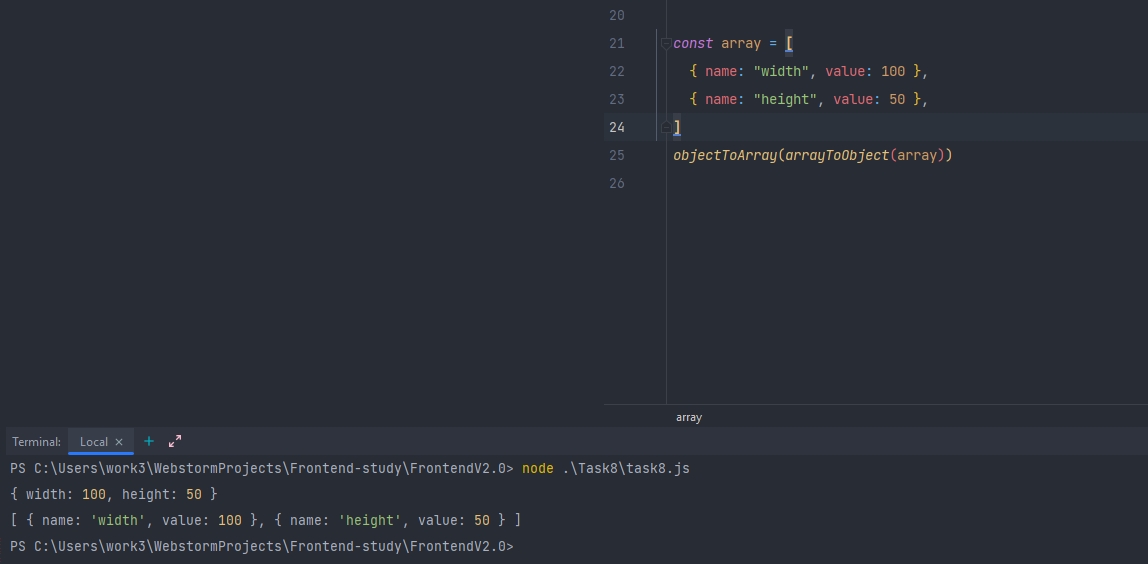 20
21 const array = [
22 { name: "width", value: 100 },
23 { name: "height", value: 50 },
24 ]
25 objectToArray(arrayToObject(array))
26
array
Terminal: Local × +
PS C:\Users\work3\WebstormProjects\Frontend-study\FrontendV2.0> node .\Task8\task8.js
{ width: 100, height: 50 }
[ { name: 'width', value: 100 }, { name: 'height', value: 50 } ]
PS C:\Users\work3\WebstormProjects\Frontend-study\FrontendV2.0>